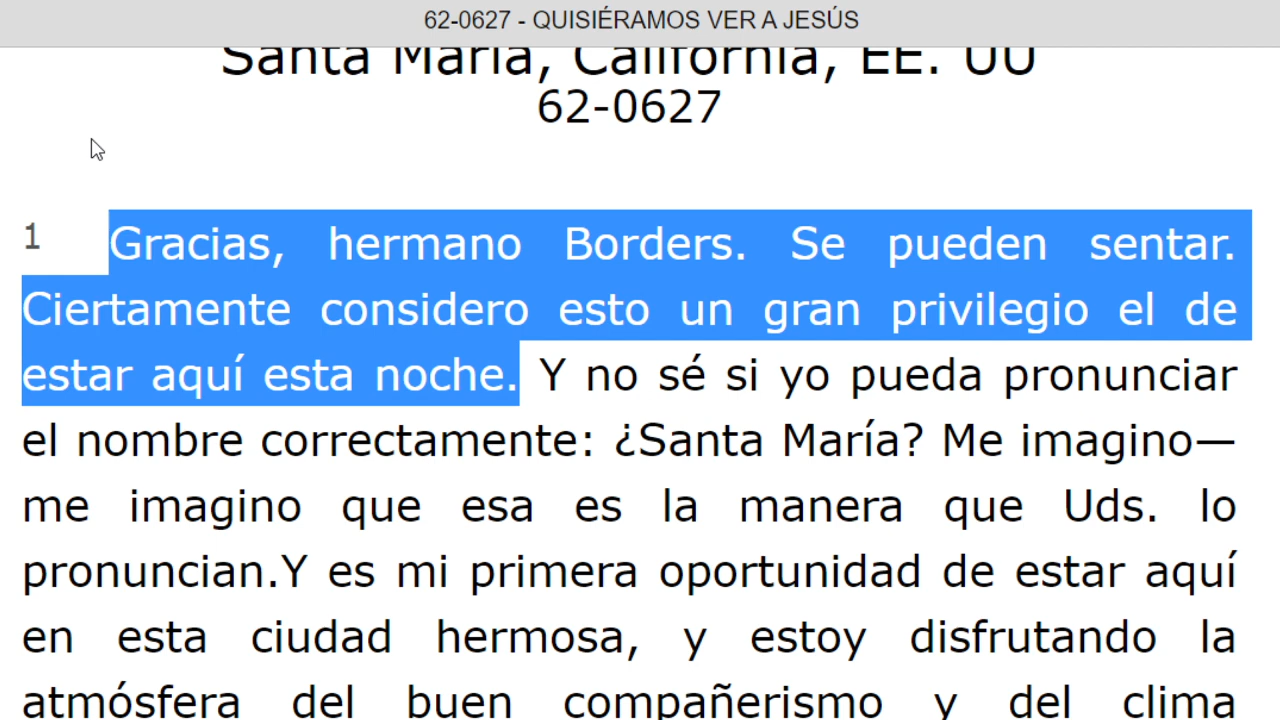 62-0627 - QUISIÉRAMOS VER A JESÚS
Santa María, California, EE. UU
62-0627
1 Gracias, hermano Borders. Se pueden sentar.
Ciertamente considero esto un gran privilegio el de
estar aquí esta noche. Y no sé si yo pueda pronunciar
el nombre correctamente: ¿Santa María? Me imagino—
me imagino que esa es la manera que Uds. lo
pronuncian.Y es mi primera oportunidad de estar aquí
en esta ciudad hermosa, y estoy disfrutando la
atmósfera del buen compañerismo y del clima